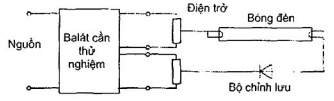 Điện trở
Bóng đèn
Nguồn
Balát cần
thử
nghiệm
Bộ chỉnh lưu